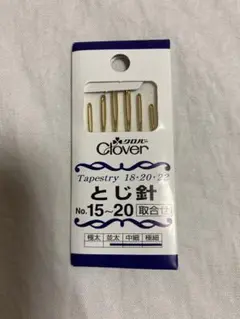 クロバー
Clover
Tapestry 18・20・22
とじ針
No.15~20 取合せ
極太 並太 中細 極細